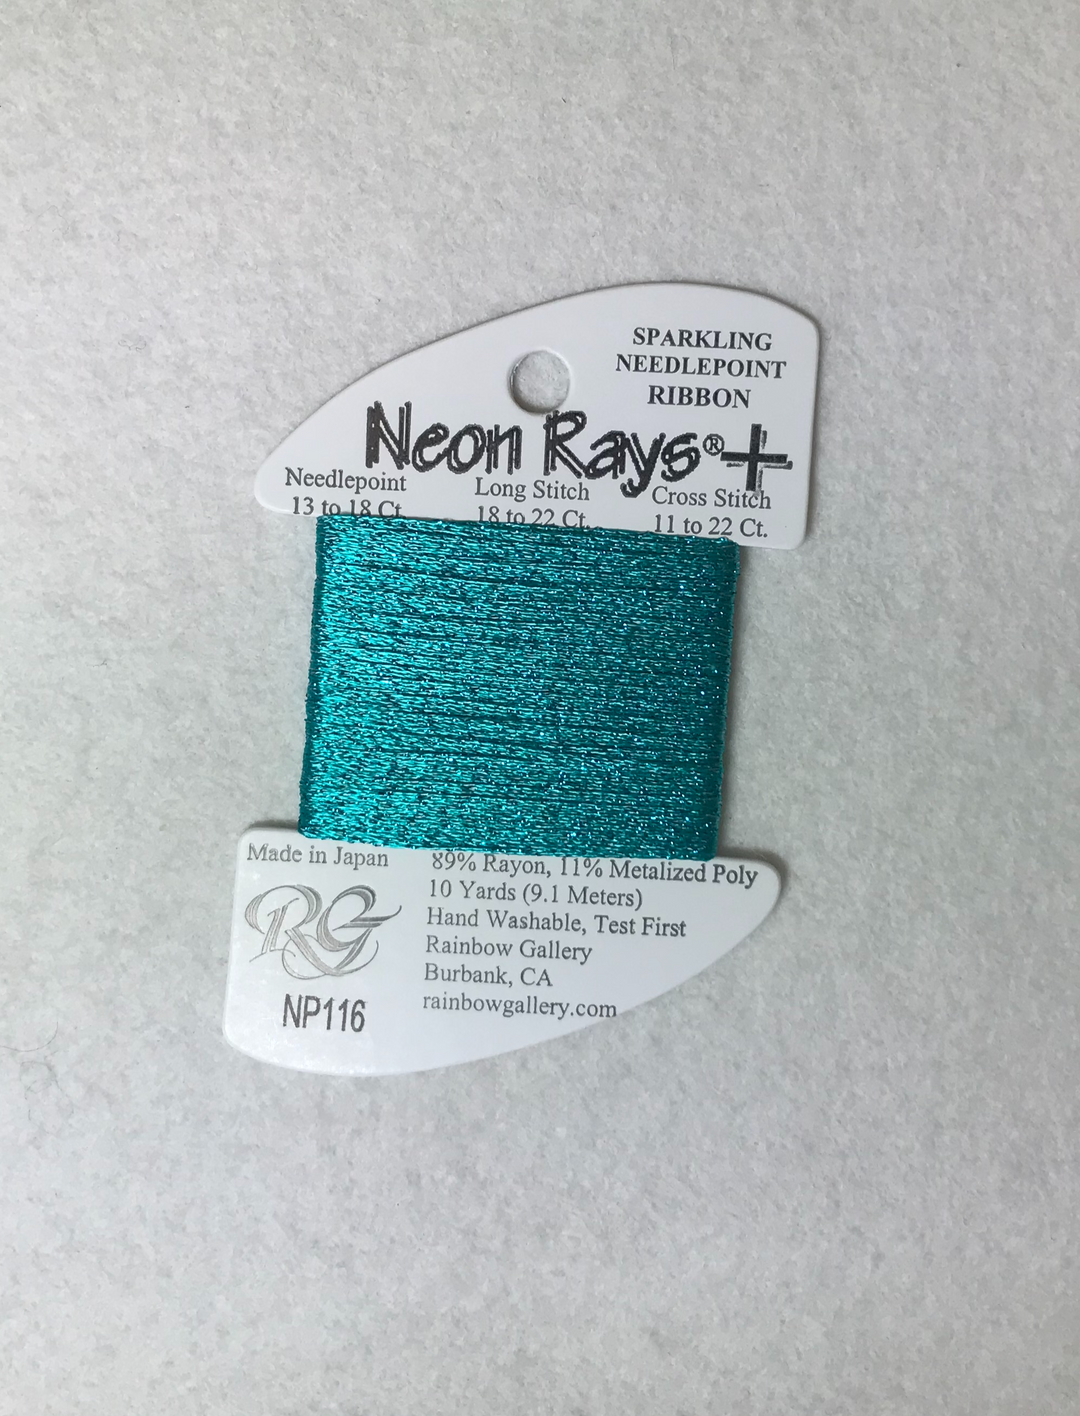 SPARKLING
NEEDLEPOINT
RIBBON
Neon Rays®+
Needlepoint
13 to 18 Ct.
Long Stitch
18 to 22 Ct.
Cross Stitch
11 to 22 Ct.
Made in Japan
RG
NP116
89% Rayon, 11% Metalized Poly
10 Yards (9.1 Meters)
Hand Washable, Test First
Rainbow Gallery
Burbank, CA
rainbowgallery.com